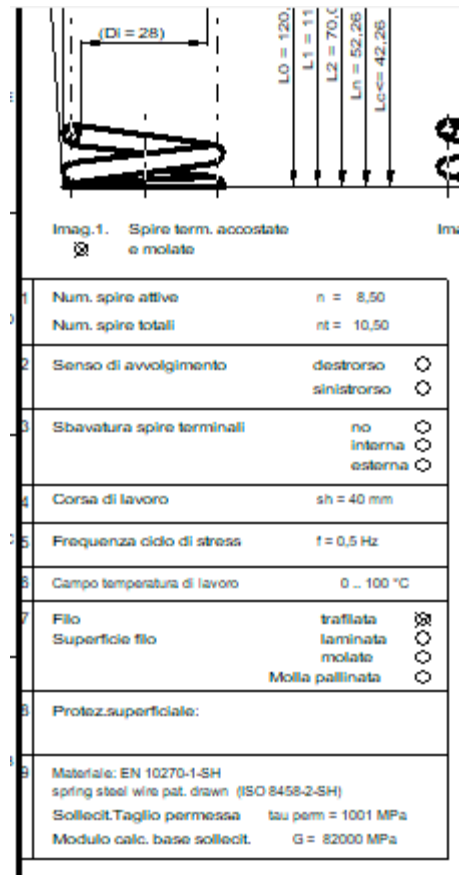 (Di = 28)
L0 = 120,
L1 = 11
L2 = 70,0
Ln = 52,26
Lc<= 42,26
Imag.1. Spire term. accostate
e molate
Ima
1 Num. spire attive n = 8,50
Num. spire totali nt = 10,50
2 Senso di avvolgimento destrorso
sinistrorso
3 Sbavatura spire terminali no
interna
esterna
4 Corsa di lavoro sh = 40 mm
5 Frequenza ciclo di stress f = 0,5 Hz
6 Campo temperatura di lavoro 0 .. 100 °C
7 Filo trafilata
Superficie filo laminata
molate
Molla pallinata
8 Protez.superficiale:
9 Materiale: EN 10270-1-SH
spring steel wire pat. drawn (ISO 8458-2-SH)
Sollecit.Taglio permessa tau perm = 1001 MPa
Modulo calc. base sollecit. G = 82000 MPa